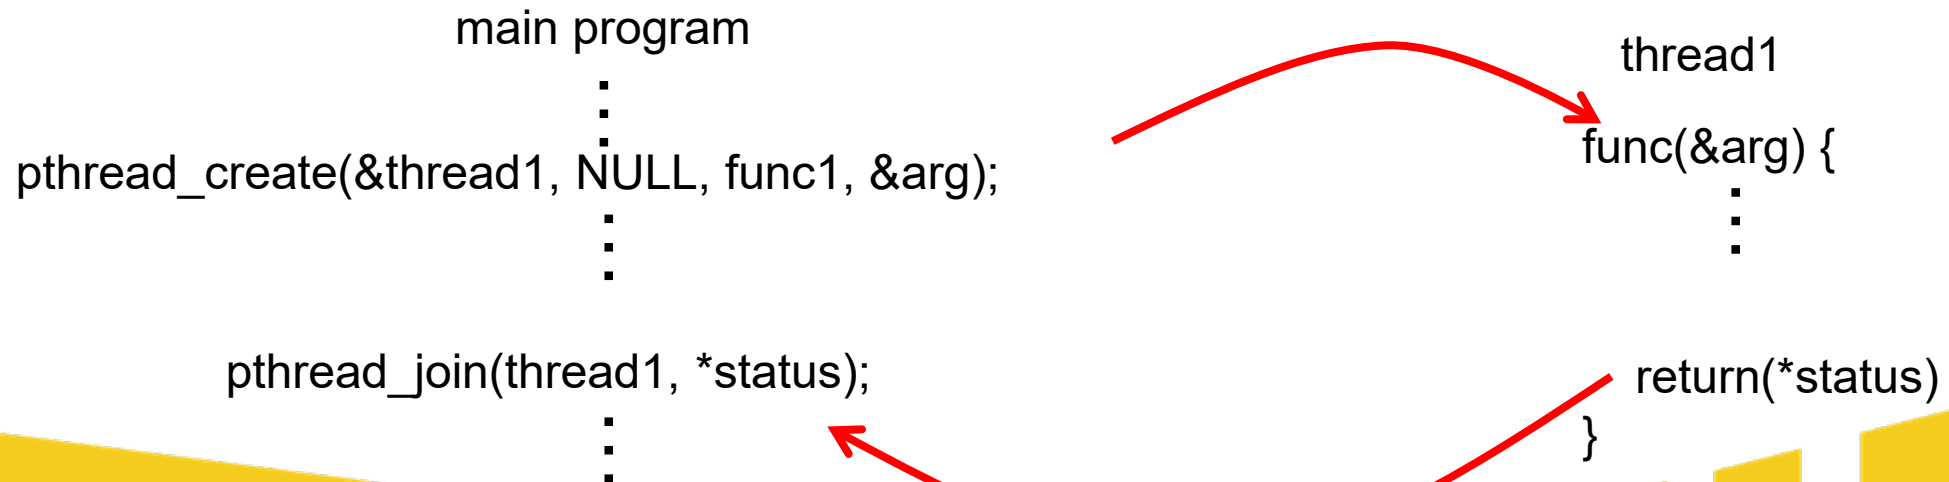 main program
pthread_create(&thread1, NULL, func1, &arg);
pthread_join(thread1, *status);
thread1
func(&arg) {
return(*status)
}